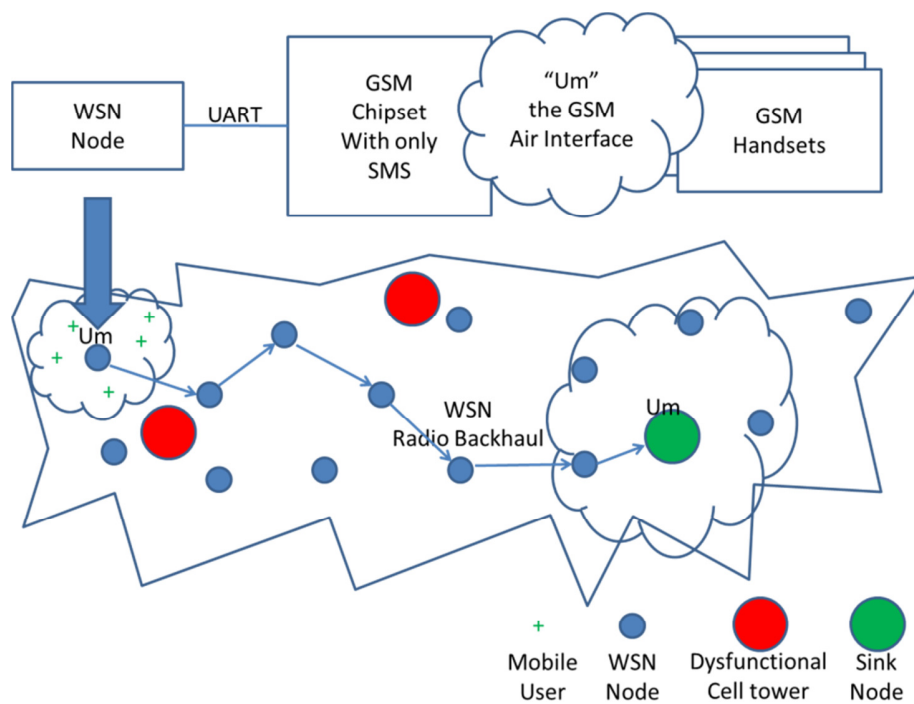 WSN
Node
UART
GSM
Chipset
With only
SMS
“Um”
the GSM
Air Interface
GSM
Handsets
Um
WSN
Radio Backhaul
Um
Mobile
User
WSN
Node
Dysfunctional
Cell tower
Sink
Node